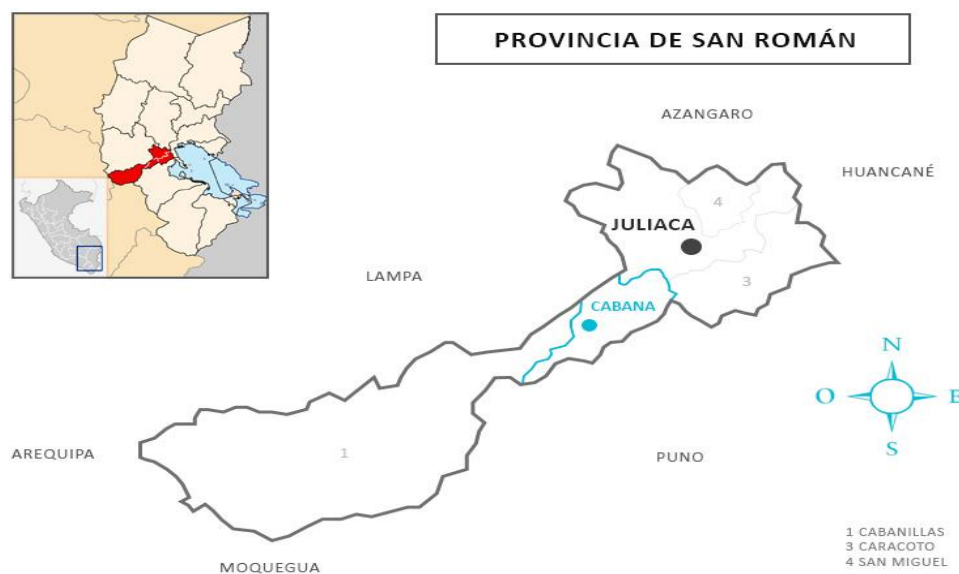 PROVINCIA DE SAN ROMÁN
AZANGARO
HUANCANÉ
4
JULIACA
LAMPA
3
CABANA
N
O
E
S
AREQUIPA
1
PUNO
MOQUEGUA
1 CABANILLAS
3 CARACOTO
4 SAN MIGUEL